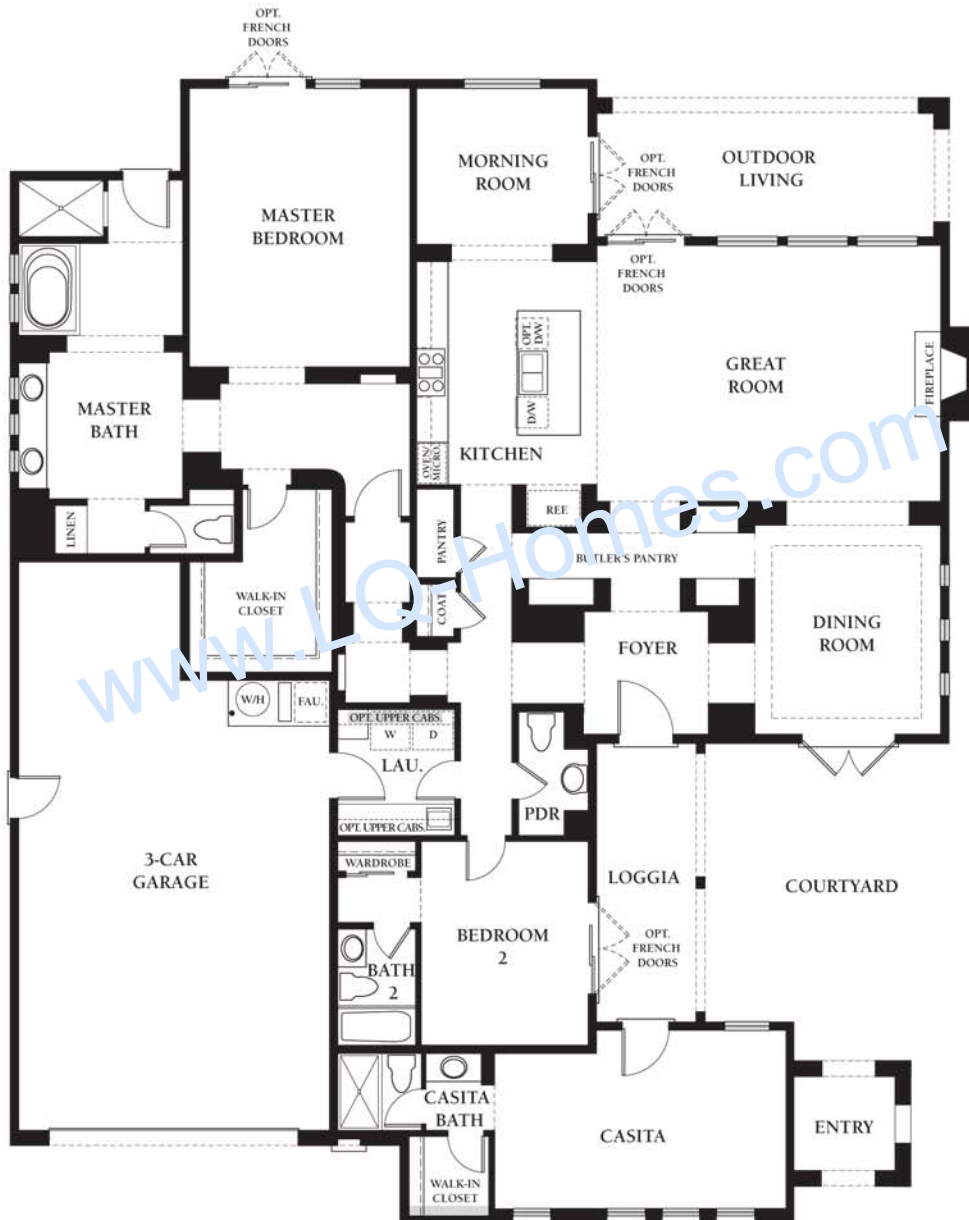 OPT.
FRENCH
DOORS
MORNING
ROOM
OPT.
FRENCH
DOORS
OUTDOOR
LIVING
MASTER
BEDROOM
OPT.
FRENCH
DOORS
OPT.
D/W
D/W
GREAT
ROOM
FIREPLACE
MASTER
BATH
KITCHEN
OVEN/
MICRO.
REF.
LINEN
PANTRY
BUTLER'S PANTRY
WALK-IN
CLOSET
COAT
FOYER
DINING
ROOM
www.LQ-Homes.com
W/H
FAU.
OPT. UPPER CABS.
W
D
LAU.
OPT. UPPER CABS.
PDR
3-CAR
GARAGE
WARDROBE
LOGGIA
COURTYARD
BEDROOM
2
OPT.
FRENCH
DOORS
BATH
2
CASITA
BATH
CASITA
ENTRY
WALK-IN
CLOSET